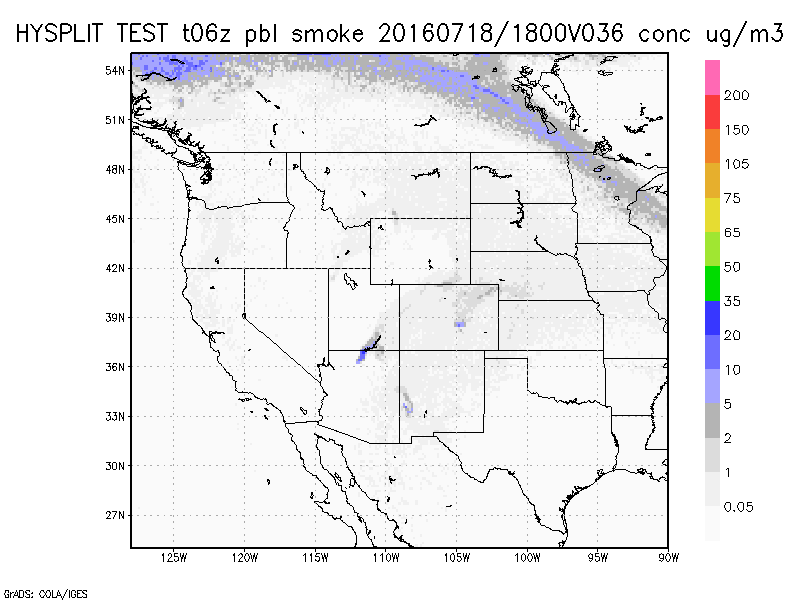 HYSPLIT TEST t06z pbl smoke 20160718/1800V036 conc ug/m3
54N
51N
48N
45N
42N
39N
36N
33N
30N
27N
125W 120W 115W 110W 105W 100W 95W 90W
200
150
105
75
65
50
35
20
10
5
2
1
0.05
GrADS: COLA/IGES